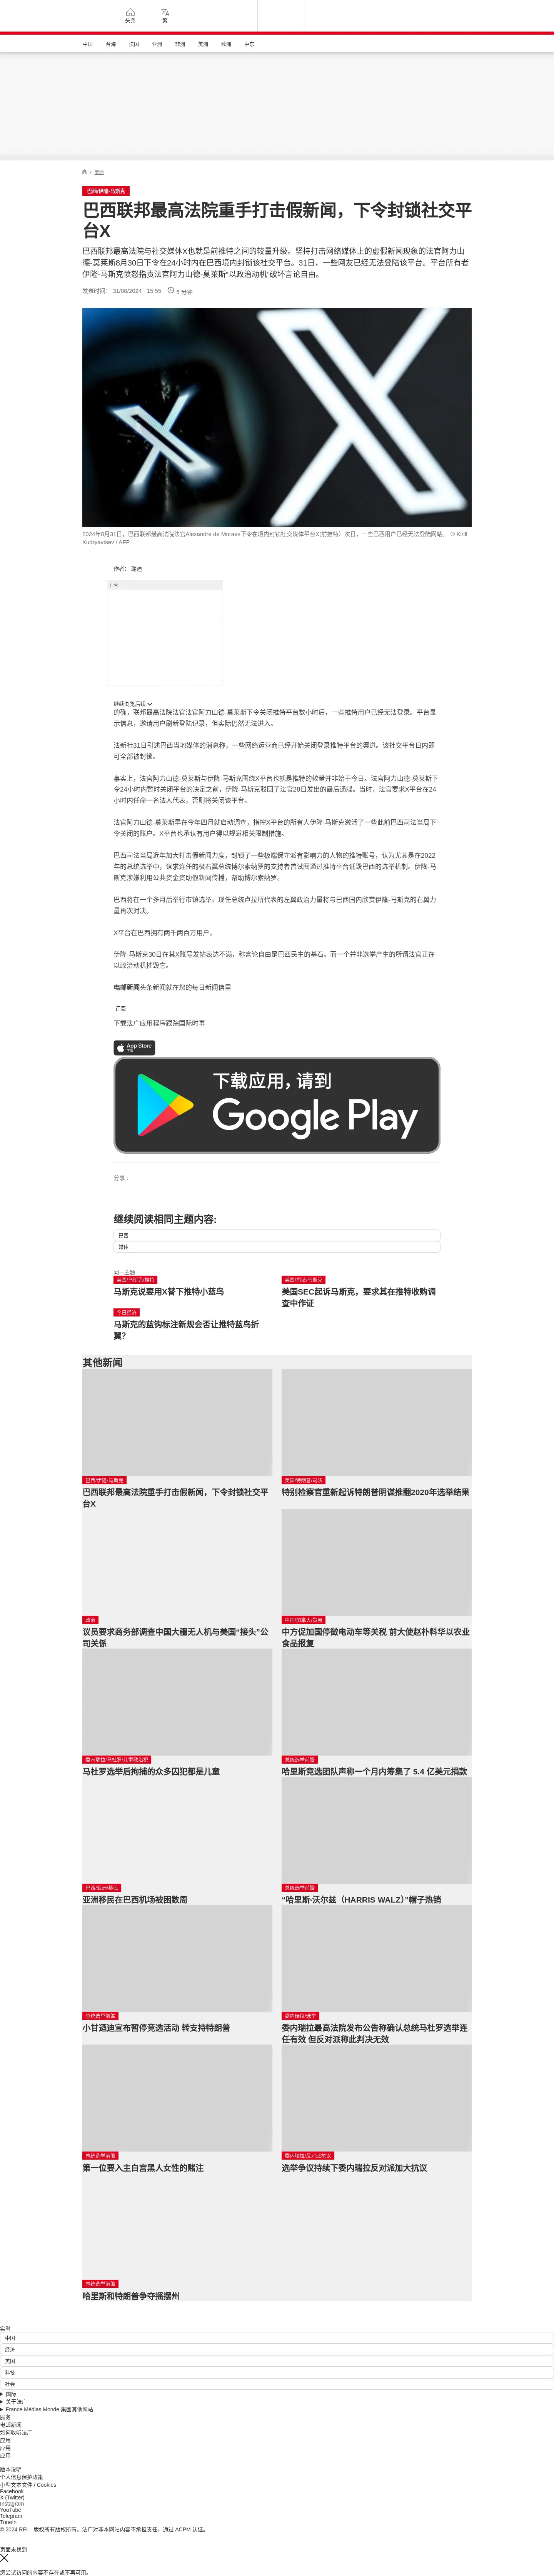 头条
繁
中国
台海
法国
亚洲
非洲
美洲
欧洲
中东
/ 美洲
巴西/伊隆-马斯克
巴西联邦最高法院重手打击假新闻，下令封锁社交平
台X
巴西联邦最高法院与社交媒体X也就是前推特之间的较量升级。坚持打击网络媒体上的虚假新闻现象的法官阿力山
德-莫莱斯8月30日下令在24小时内在巴西境内封锁该社交平台。31日，一些网友已经无法登陆该平台。平台所有者
伊隆-马斯克愤怒指责法官阿力山德-莫莱斯“以政治动机”破坏言论自由。
发表时间： 31/08/2024 - 15:55
5 分钟
2024年8月31日，巴西联邦最高法院法官Alexandre de Moraes下令在境内封锁社交媒体平台X(前推特）次日，一些巴西用户已经无法登陆网站。 © Kirill
Kudryavtsev / AFP
作者： 瑞迪
广告
继续浏览后续
的确，联邦最高法院法官法官阿力山德-莫莱斯下令关闭推特平台数小时后，一些推特用户已经无法登录。平台显
示信息，邀请用户刷新登陆记录，但实际仍然无法进入。
法新社31日引述巴西当地媒体的消息称，一些网络运营商已经开始关闭登录推特平台的渠道。该社交平台日内即
可全部被封锁。
事实上，法官阿力山德-莫莱斯与伊隆-马斯克围绕X平台也就是推特的较量并非始于今日。法官阿力山德-莫莱斯下
令24小时内暂时关闭平台的决定之前，伊隆-马斯克驳回了法官28日发出的最后通牒。当时，法官要求X平台在24
小时内任命一名法人代表，否则将关闭该平台。
法官阿力山德-莫莱斯早在今年四月就启动调查，指控X平台的所有人伊隆-马斯克激活了一些此前巴西司法当局下
令关闭的账户。X平台也承认有用户得以规避相关限制措施。
巴西司法当局近年加大打击假新闻力度，封锁了一些极端保守派有影响力的人物的推特账号，认为尤其是在2022
年的总统选举中，谋求连任的极右翼总统博尔索纳罗的支持者曾试图通过推特平台诋毁巴西的选举机制。伊隆-马
斯克涉嫌利用公共资金资助假新闻传播，帮助博尔索纳罗。
巴西将在一个多月后举行市镇选举。现任总统卢拉所代表的左翼政治力量将与巴西国内欣赏伊隆-马斯克的右翼力
量再次对决。
X平台在巴西拥有两千两百万用户。
伊隆-马斯克30日在其X账号发帖表达不满，称言论自由是巴西民主的基石。而一个并非选举产生的所谓法官正在
以政治动机摧毁它。
电邮新闻头条新闻就在您的每日新闻信里
订阅
下载法广应用程序跟踪国际时事
App Store
下载
下载应用，请到
Google Play
分享 :
继续阅读相同主题内容:
巴西
媒体
同一主题
美国/马斯克/推特
马斯克说要用X替下推特小蓝鸟
美国/司法/马斯克
美国SEC起诉马斯克，要求其在推特收购调
查中作证
今日经济
马斯克的蓝钩标注新规会否让推特蓝鸟折
翼?
其他新闻
巴西/伊隆-马斯克
巴西联邦最高法院重手打击假新闻，下令封锁社交平
台X
美国/特朗普/司法
特别检察官重新起诉特朗普阴谋推翻2020年选举结果
政治
议员要求商务部调查中国大疆无人机与美国“接头”公
司关係
中国/加拿大/贸易
中方促加国停徵电动车等关税 前大使赵朴料华以农业
食品报复
委内瑞拉/马杜罗/儿童政治犯
马杜罗选举后拘捕的众多囚犯都是儿童
总统选举前瞻
哈里斯竞选团队声称一个月内筹集了 5.4 亿美元捐款
巴西/亚洲/移民
亚洲移民在巴西机场被困数周
总统选举前瞻
“哈里斯·沃尔兹（HARRIS WALZ）”帽子热销
总统选举前瞻
小甘迺迪宣布暂停竞选活动 转支持特朗普
委内瑞拉/选举
委内瑞拉最高法院发布公告称确认总统马杜罗选举连
任有效 但反对派称此判决无效
总统选举前瞻
第一位要入主白宫黑人女性的赌注
委内瑞拉/反对派抗议
选举争议持续下委内瑞拉反对派加大抗议
总统选举前瞻
哈里斯和特朗普争夺摇摆州
实时
中国
经济
美国
科技
社会
国际
关于法广
France Médias Monde 集团其他网站
服务
电邮新闻
如何收听法广
应用
应用
应用
版本说明
个人信息保护政策
小型文本文件 / Cookies
Facebook
X (Twitter)
Instagram
YouTube
Telegram
TuneIn
© 2024 RFI – 版权所有版权所有。法广对非本网站内容不承担责任。通过 ACPM 认证。
页面未找到
您尝试访问的内容不存在或不再可用。